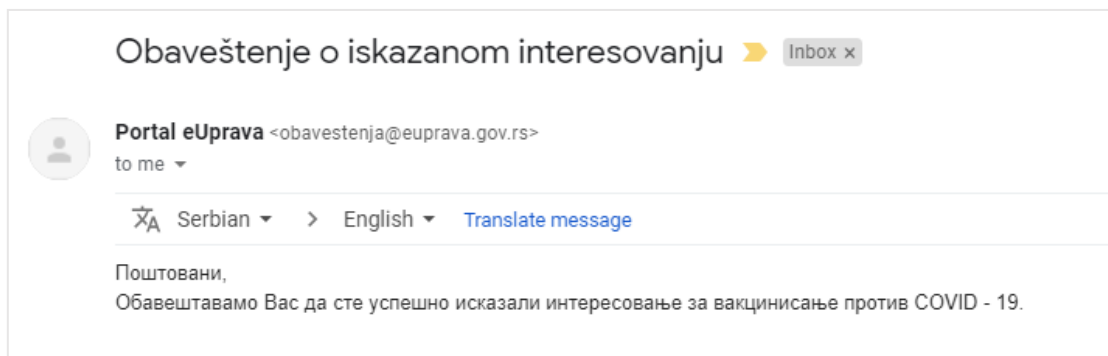 Obaveštenje o iskazanom interesovanju Inbox x
Portal eUprava <obavestenja@euprava.gov.rs>
to me
Serbian > English Translate message
Поштовани,
Обавештавамо Вас да сте успешно исказали интересовање за вакцинисање против COVID - 19.